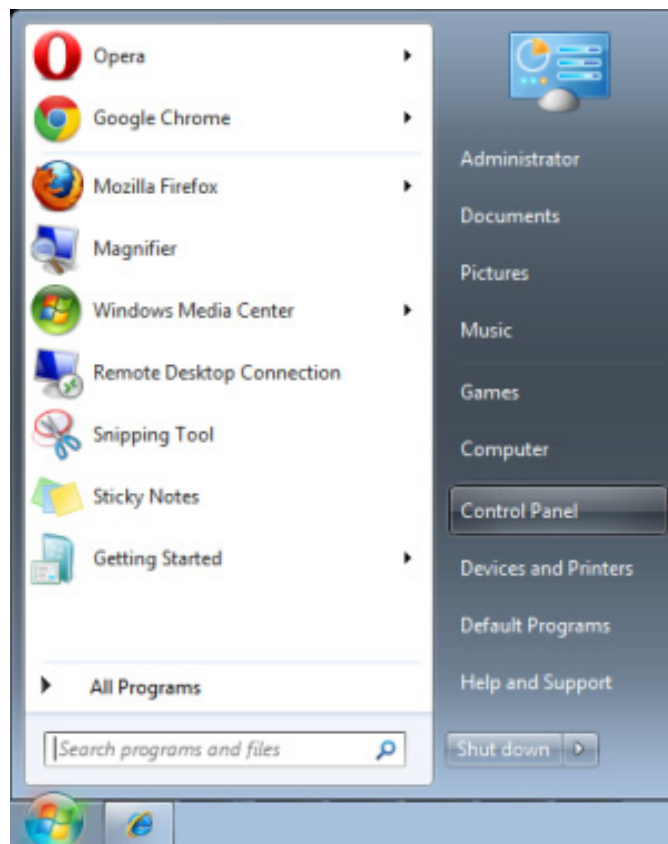 Opera
Google Chrome
Mozilla Firefox
Magnifier
Windows Media Center
Remote Desktop Connection
Snipping Tool
Sticky Notes
Getting Started
All Programs
Search programs and files
Administrator
Documents
Pictures
Music
Games
Computer
Control Panel
Devices and Printers
Default Programs
Help and Support
Shut down